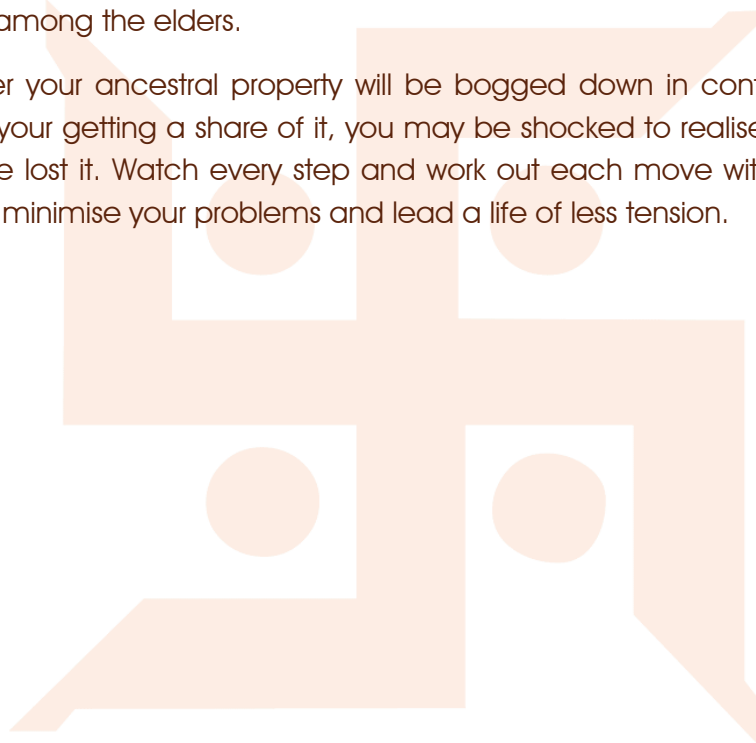 among the elders.
er your ancestral property will be bogged down in
your getting a share of it, you may be shocked to realise
e lost it. Watch every step and work out each move
minimise your problems and lead a life of less tension.